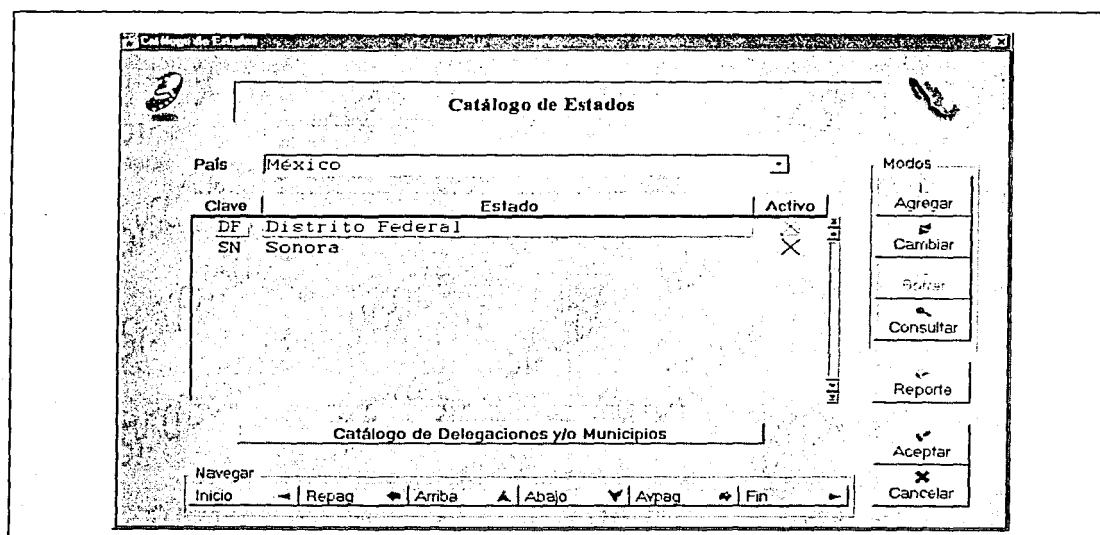 Catálogo de Estados
Catálogo de Estados
País México
Modos
Clave Estado Activo
DF Distrito Federal
SN Sonora
Agregar
Cambiar
Borrar
Consultar
Reporte
Catálogo de Delegaciones y/o Municipios
Aceptar
Cancelar
Navegar
Inicio Repag Arriba Abajo Avpag Fin